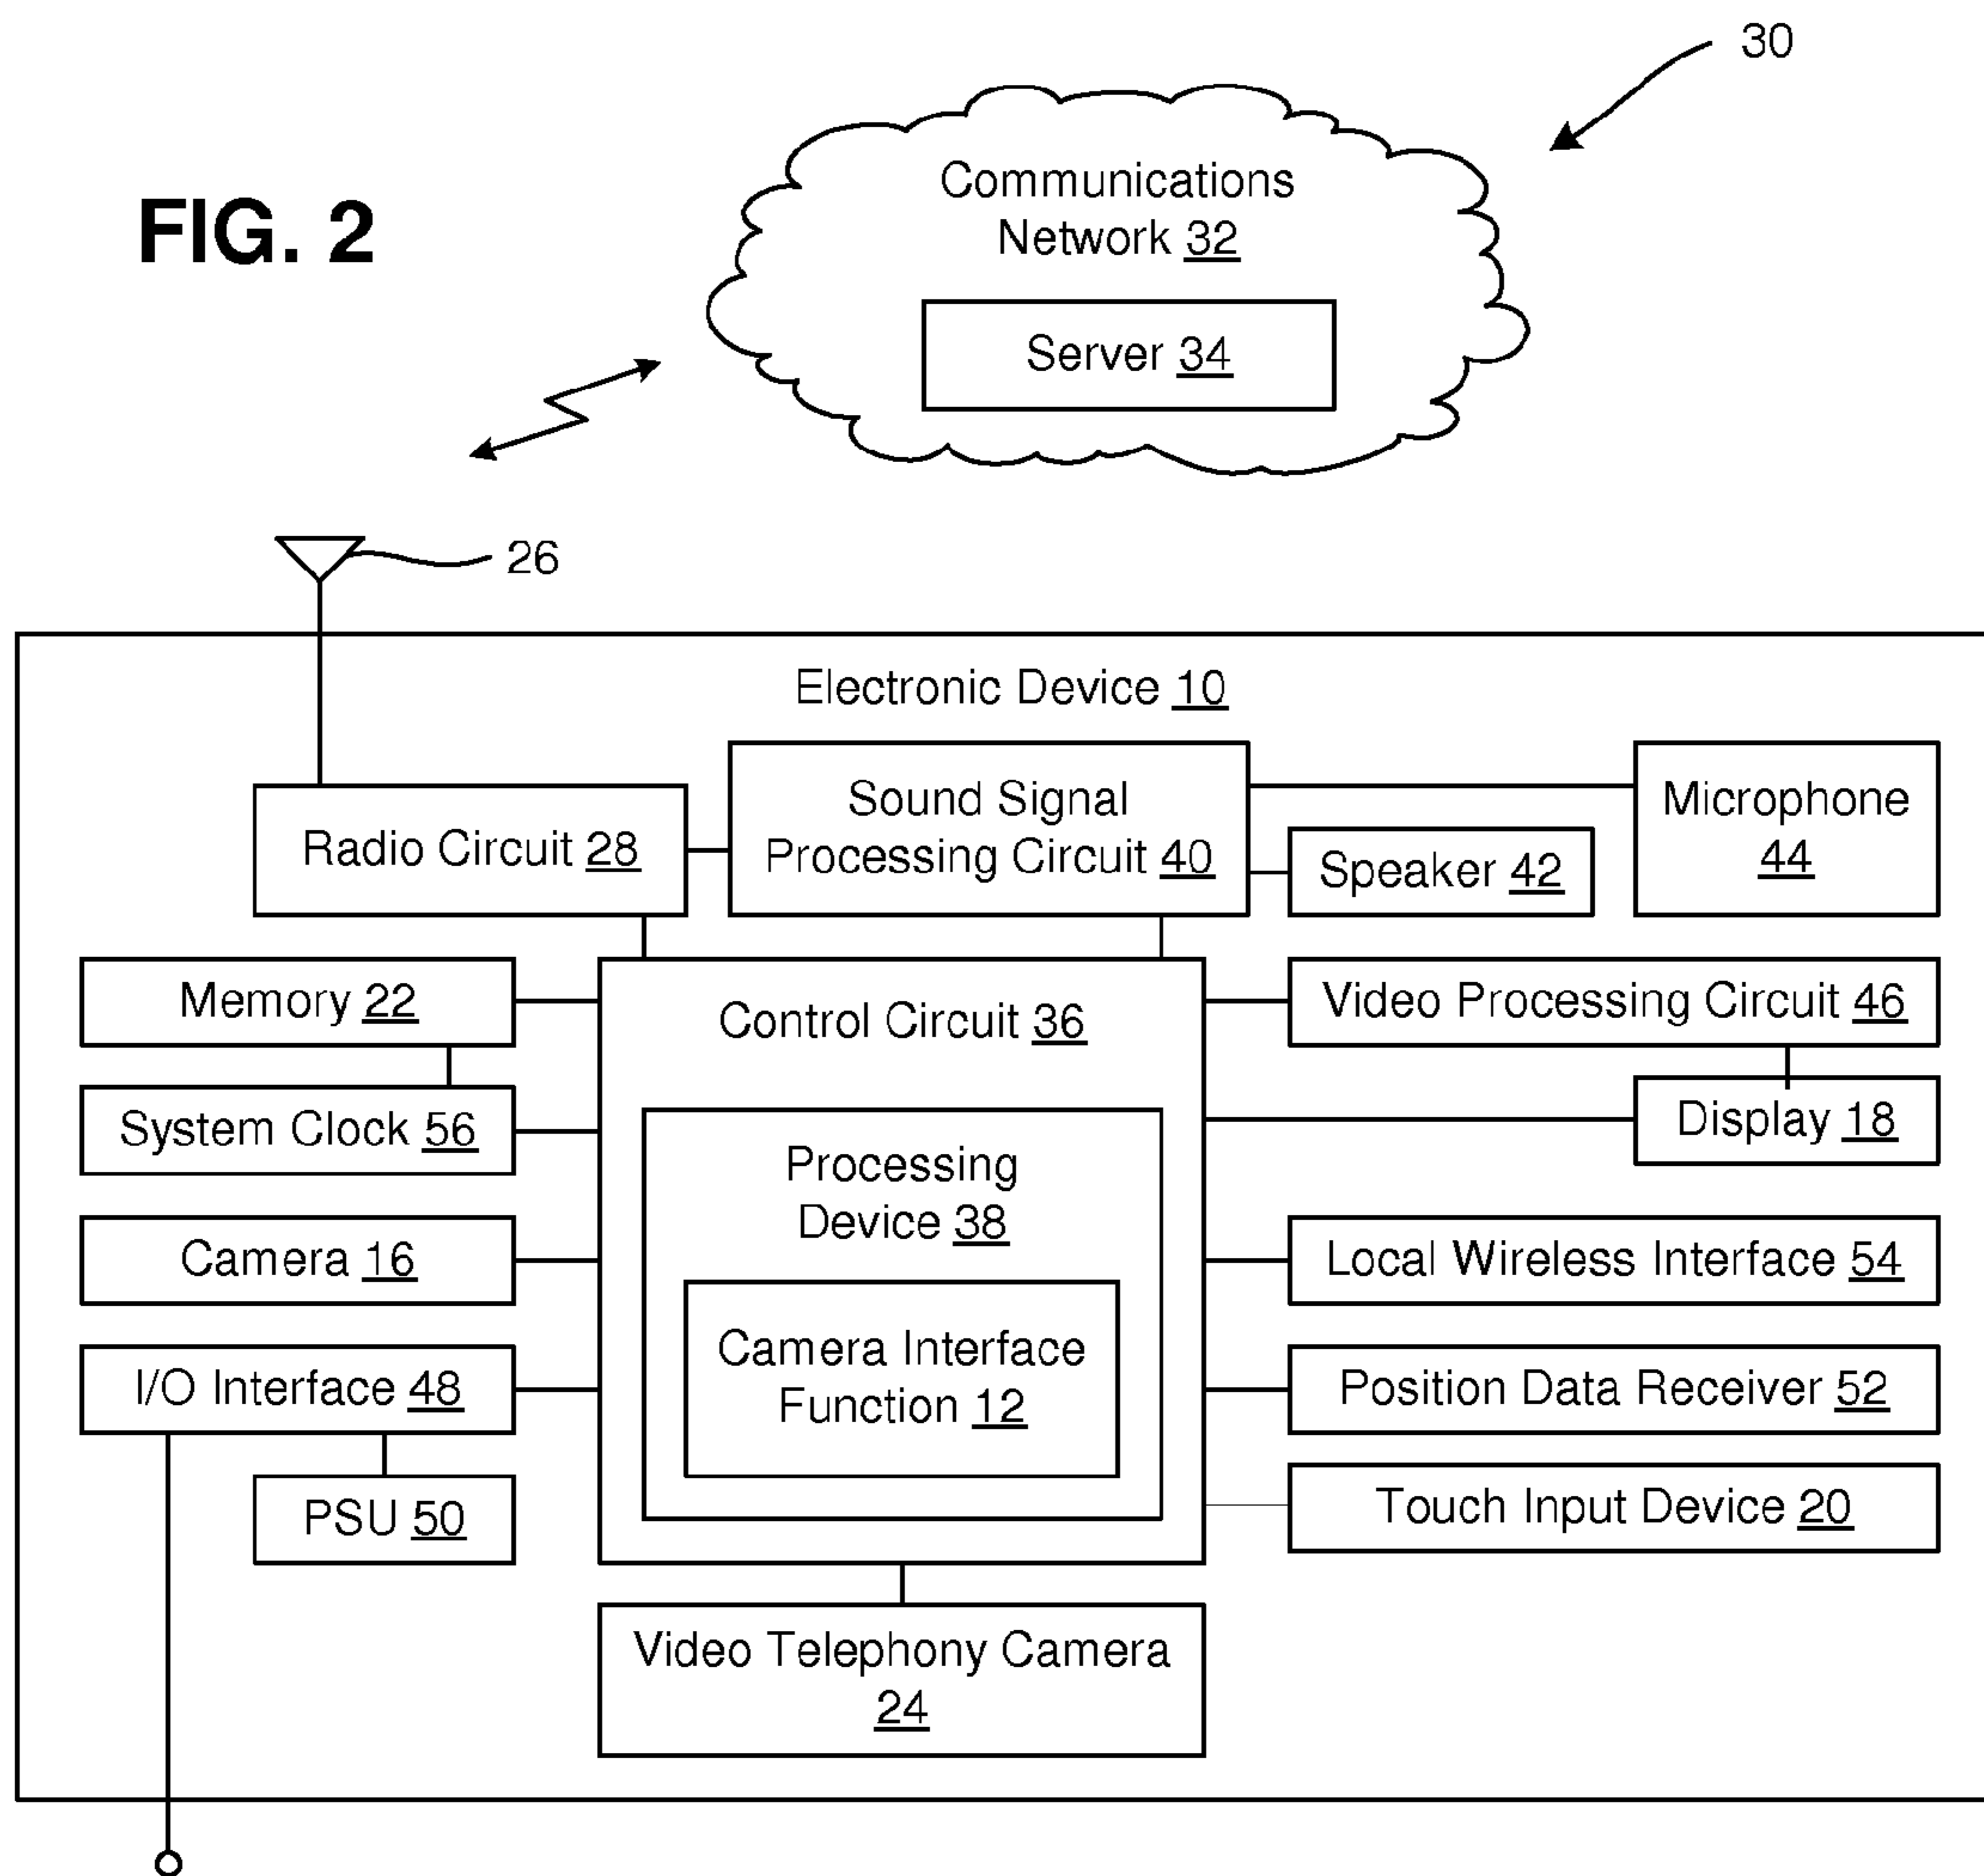 30
FIG. 2
Communications
Network 32
Server 34
26
Electronic Device 10
Radio Circuit 28
Sound Signal
Processing Circuit 40
Speaker 42
Microphone
44
Memory 22
Control Circuit 36
Video Processing Circuit 46
System Clock 56
Display 18
Processing
Device 38
Camera 16
Local Wireless Interface 54
Camera Interface
Function 12
I/O Interface 48
Position Data Receiver 52
PSU 50
Touch Input Device 20
Video Telephony Camera
24